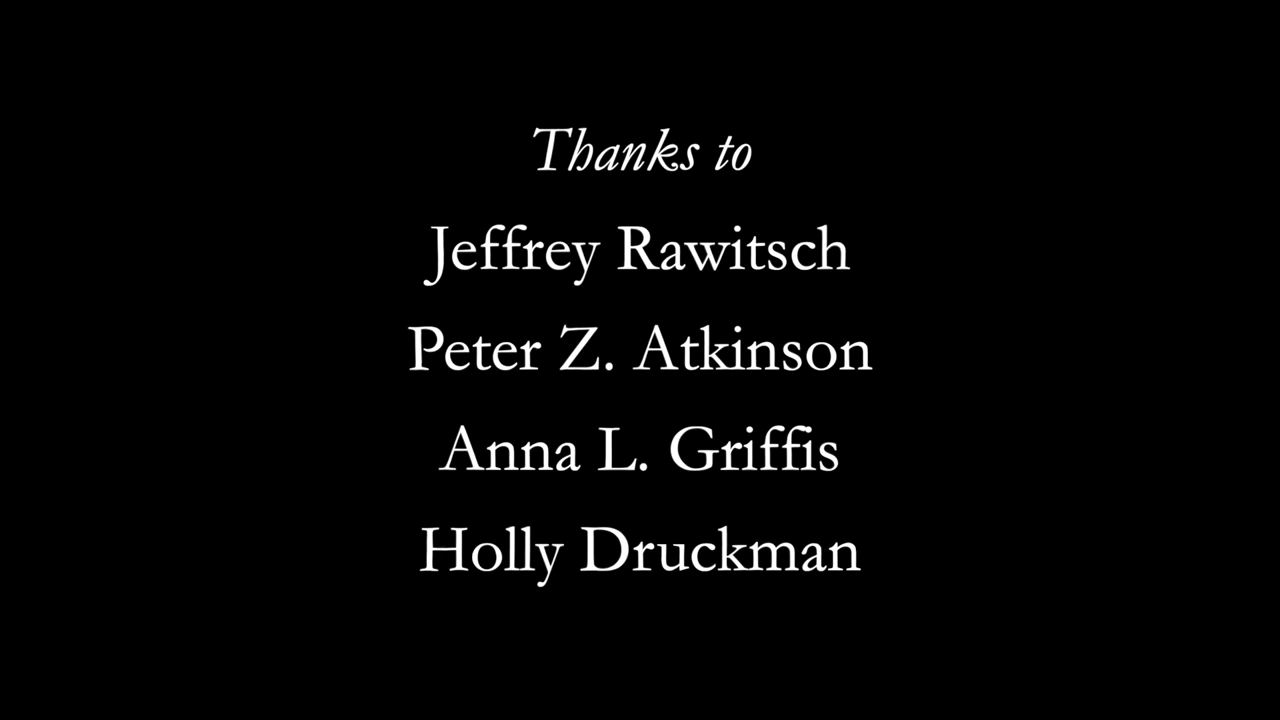 Thanks to
Jeffrey Rawitsch
Peter Z. Atkinson
Anna L. Griffis
Holly Druckman